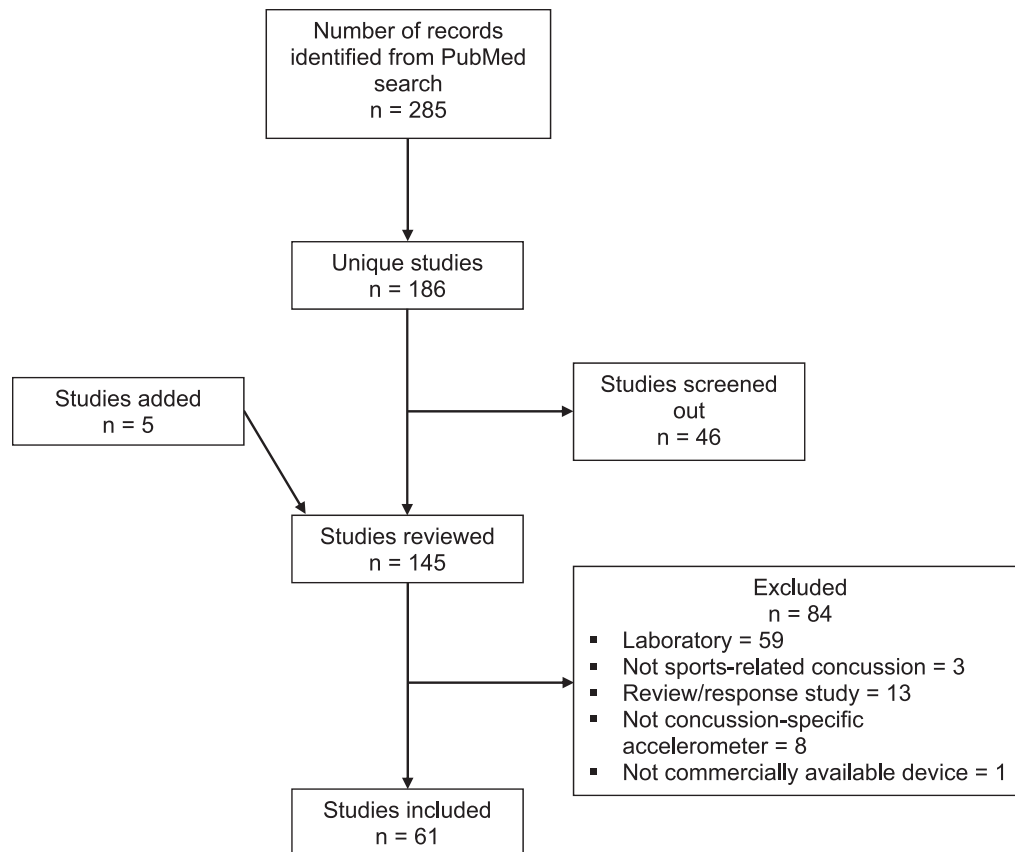 Number of records
identified from PubMed
search
n = 285
Unique studies
n = 186
Studies added
n = 5
Studies screened
out
n = 46
Studies reviewed
n = 145
Excluded
n = 84
▪ Laboratory = 59
▪ Not sports-related concussion = 3
▪ Review/response study = 13
▪ Not concussion-specific
accelerometer = 8
▪ Not commercially available device = 1
Studies included
n = 61